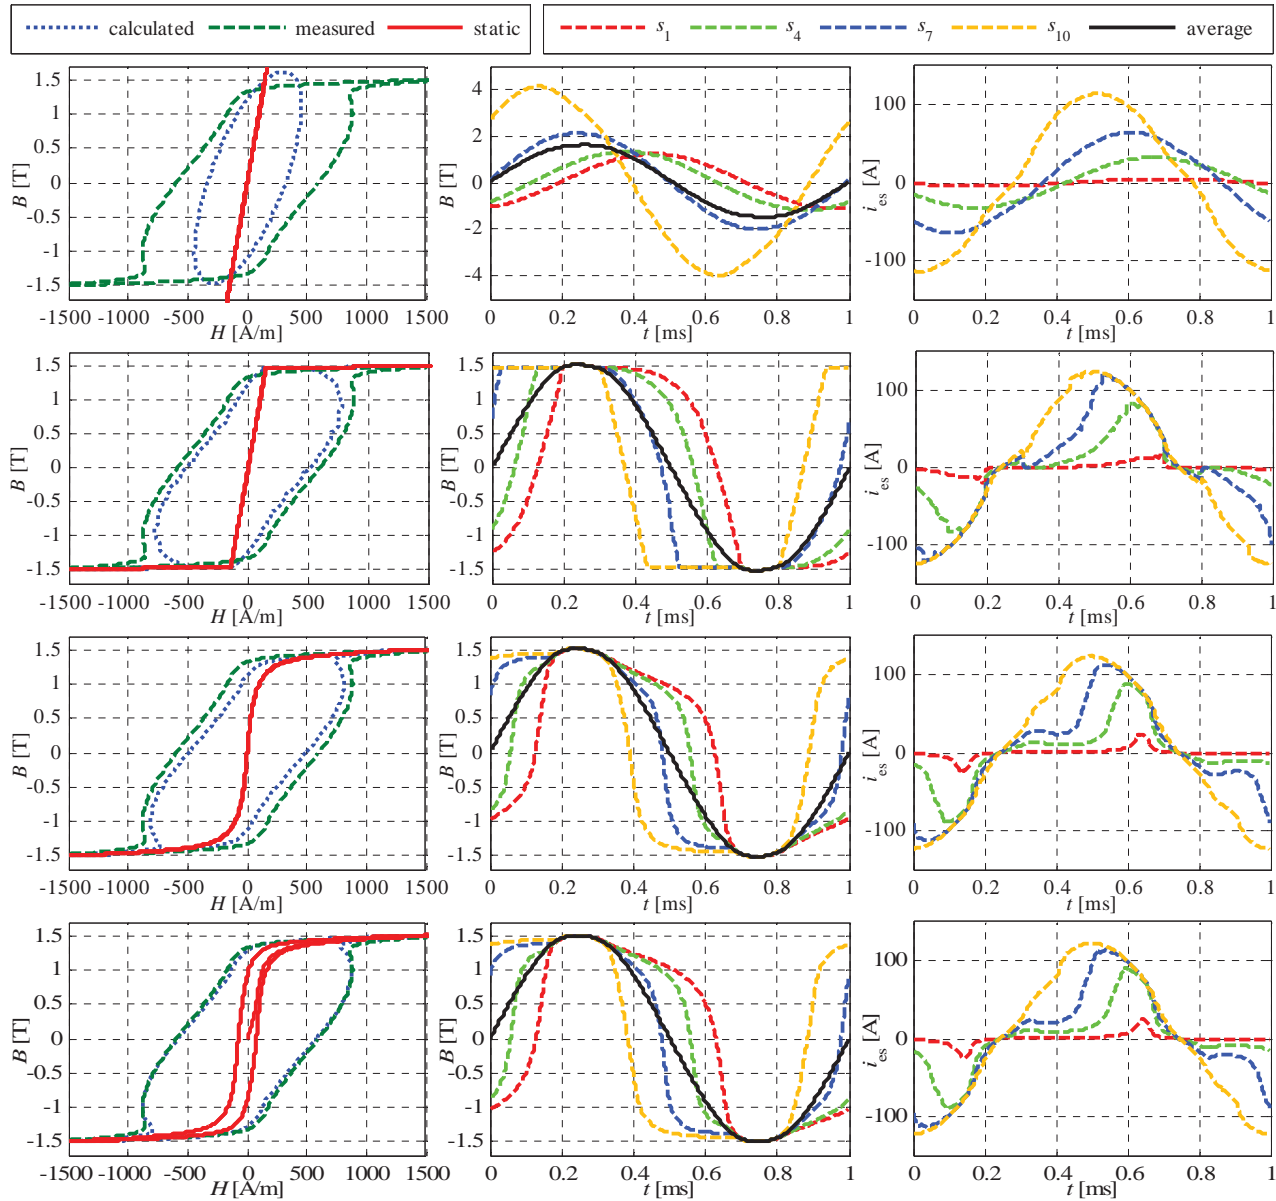 calculated measured static s1 s4 s7 s10 average
1.5 1 0.5 0 -0.5 -1 -1.5
B [T]
-1500 -1000 -500 0 500 1000 1500
H [A/m]
4 2 0 -2 -4
B [T]
0 0.2 0.4 0.6 0.8 1
t [ms]
100 0 -100
ies [A]
0 0.2 0.4 0.6 0.8 1
t [ms]
1.5 1 0.5 0 -0.5 -1 -1.5
B [T]
-1500 -1000 -500 0 500 1000 1500
H [A/m]
1.5 1 0.5 0 -0.5 -1 -1.5
B [T]
0 0.2 0.4 0.6 0.8 1
t [ms]
100 0 -100
ies [A]
0 0.2 0.4 0.6 0.8 1
t [ms]
1.5 1 0.5 0 -0.5 -1 -1.5
B [T]
-1500 -1000 -500 0 500 1000 1500
H [A/m]
1.5 1 0.5 0 -0.5 -1 -1.5
B [T]
0 0.2 0.4 0.6 0.8 1
t [ms]
100 0 -100
ies [A]
0 0.2 0.4 0.6 0.8 1
t [ms]
1.5 1 0.5 0 -0.5 -1 -1.5
B [T]
-1500 -1000 -500 0 500 1000 1500
H [A/m]
1.5 1 0.5 0 -0.5 -1 -1.5
B [T]
0 0.2 0.4 0.6 0.8 1
t [ms]
100 0 -100
ies [A]
0 0.2 0.4 0.6 0.8 1
t [ms]